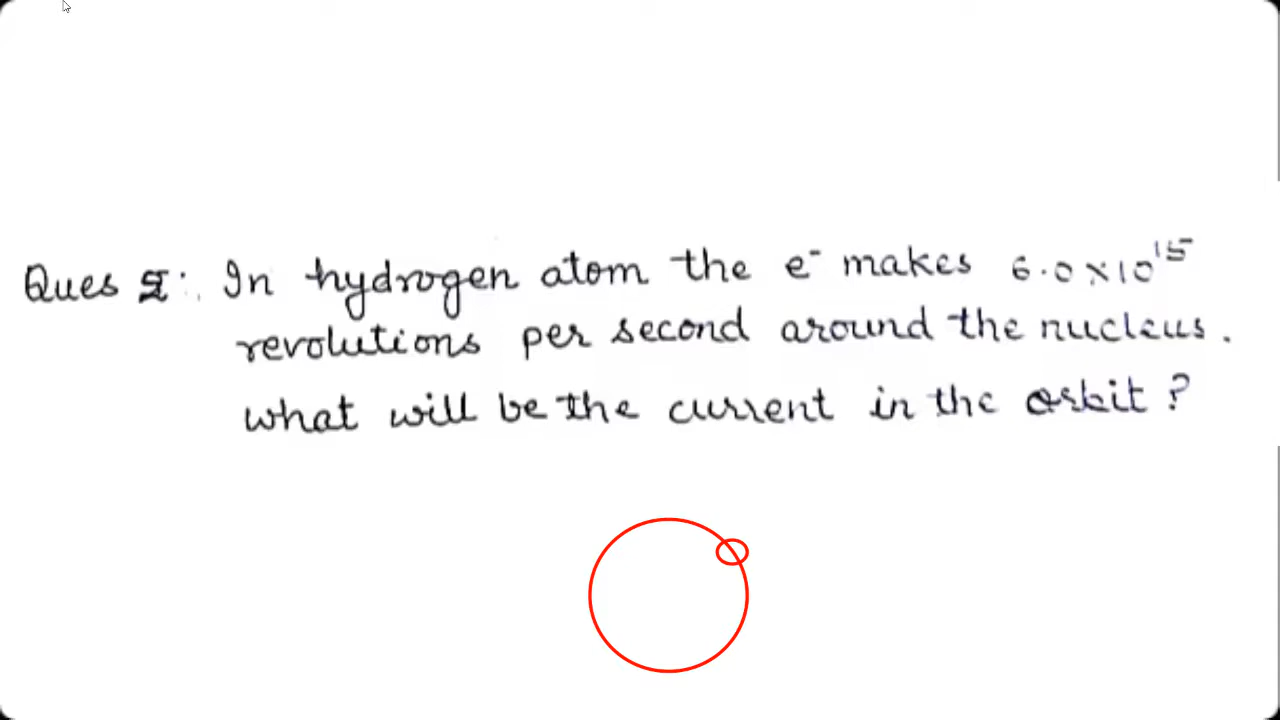 Ques 2: In hydrogen atom the e⁻ makes 6.0×10¹⁵
revolutions per second around the nucleus.
what will be the current in the orbit?